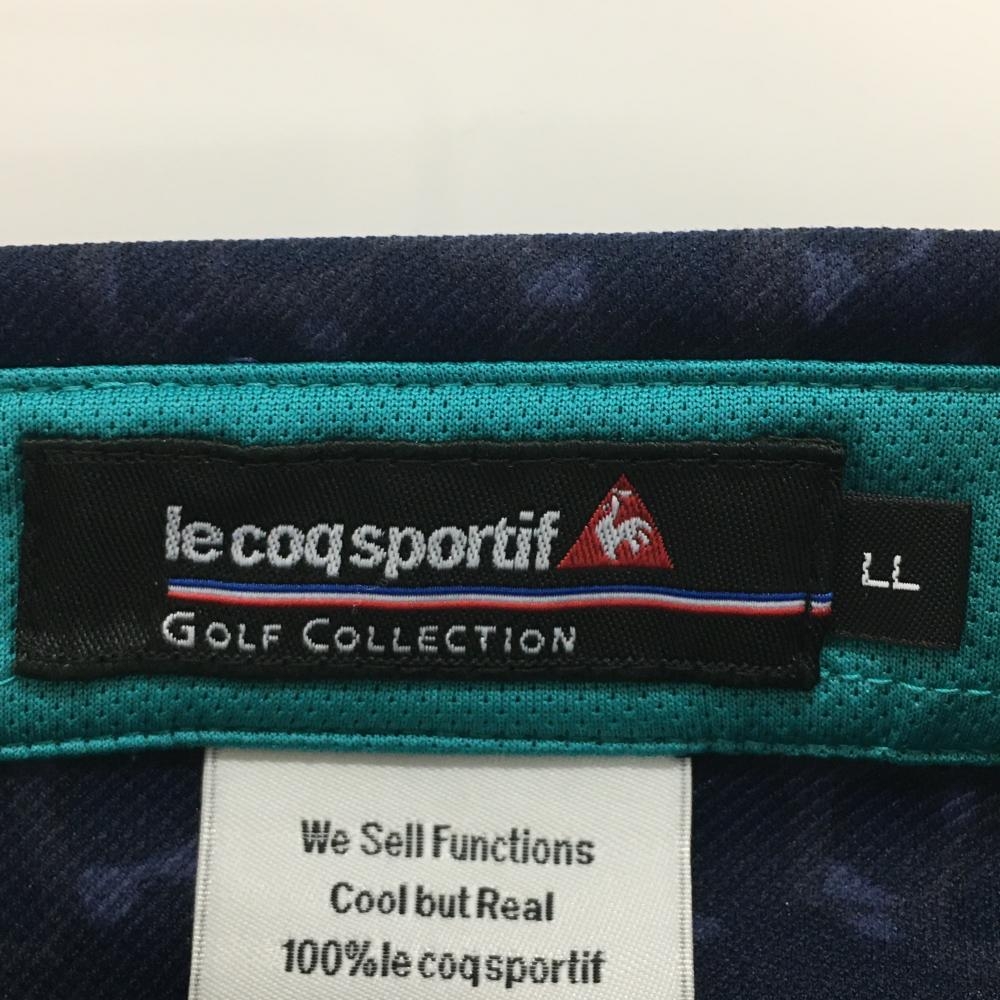 le coq sportif
GOLF COLLECTION
LL
We Sell Functions
Cool but Real
100% le coq sportif